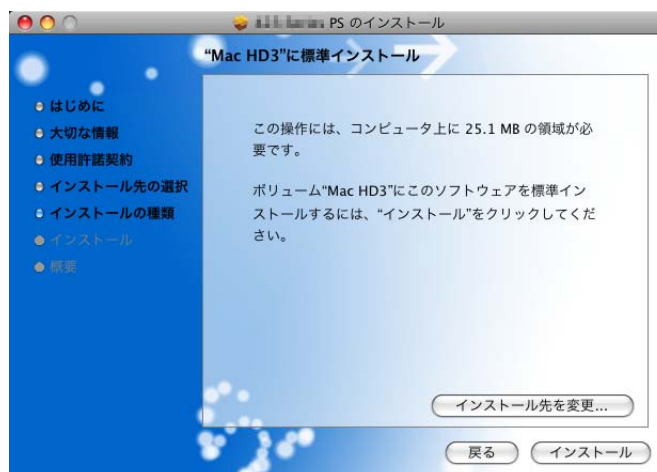 PS のインストール
“Mac HD3”に標準インストール
はじめに
大切な情報
使用許諾契約
インストール先の選択
インストールの種類
インストール
概要
この操作には、コンピュータ上に 25.1 MB の領域が必
要です。
ボリューム“Mac HD3”にこのソフトウェアを標準イン
ストールするには、“インストール”をクリックしてくだ
さい。
インストール先を変更...
戻る
インストール